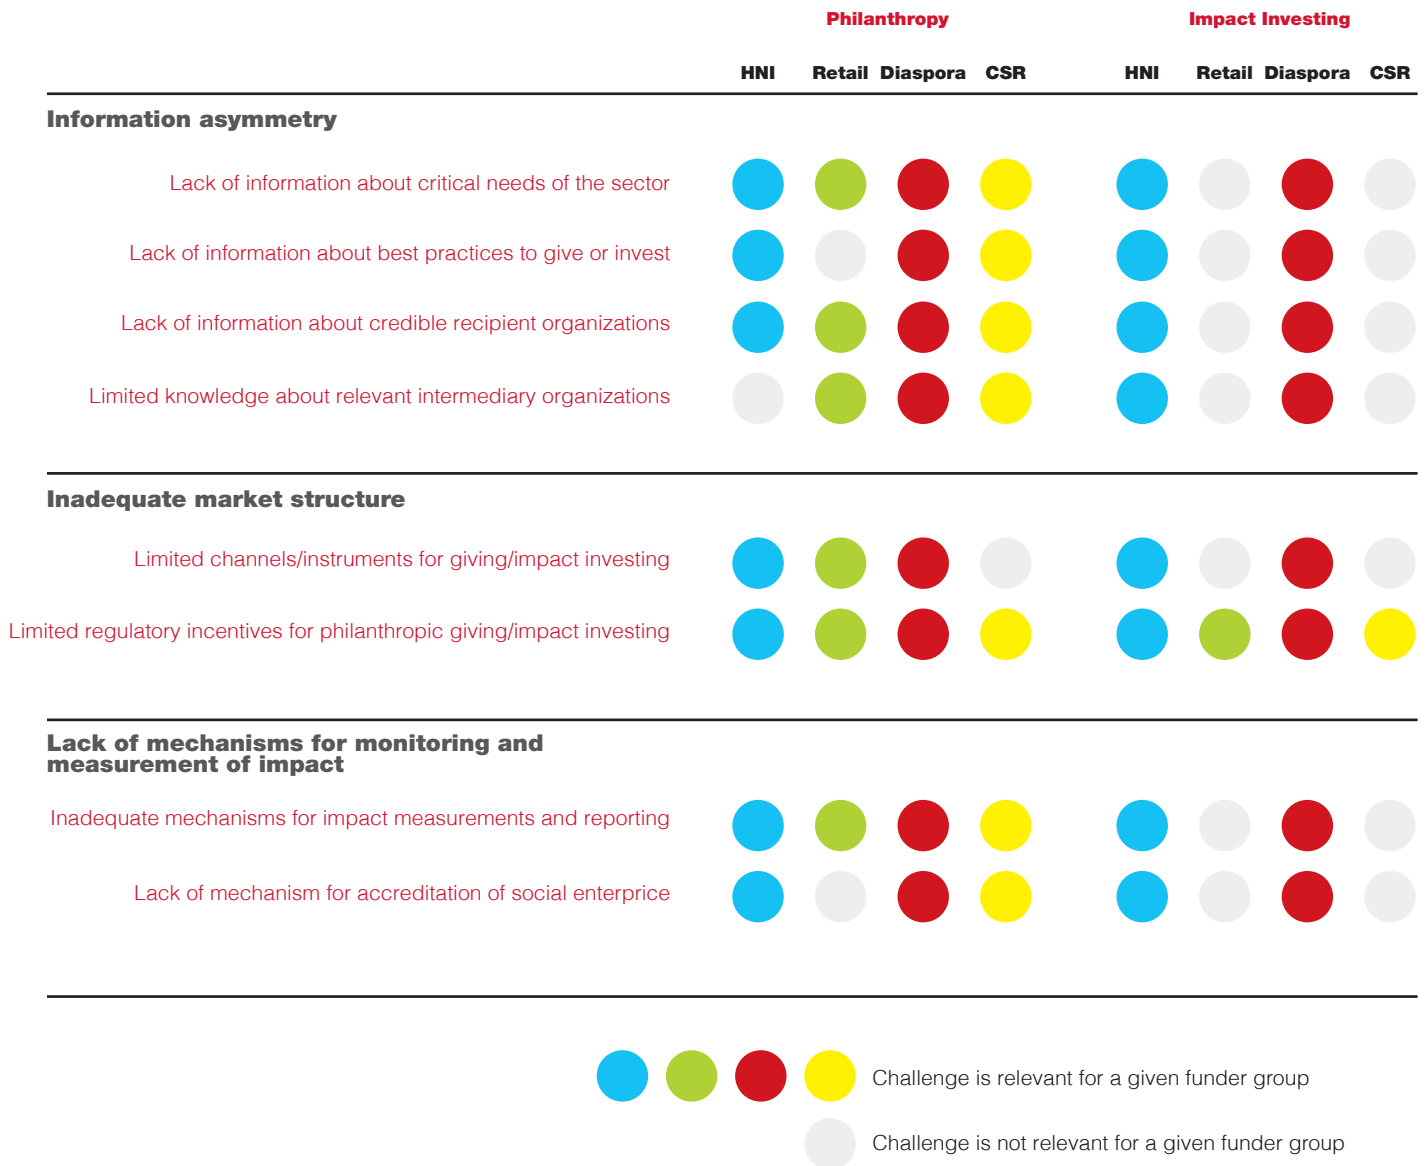 Philanthropy Impact Investing
HNI Retail Diaspora CSR HNI Retail Diaspora CSR
Information asymmetry
Lack of information about critical needs of the sector
Lack of information about best practices to give or invest
Lack of information about credible recipient organizations
Limited knowledge about relevant intermediary organizations
Inadequate market structure
Limited channels/instruments for giving/impact investing
Limited regulatory incentives for philanthropic giving/impact investing
Lack of mechanisms for monitoring and
measurement of impact
Inadequate mechanisms for impact measurements and reporting
Lack of mechanism for accreditation of social enterprice
Challenge is relevant for a given funder group
Challenge is not relevant for a given funder group